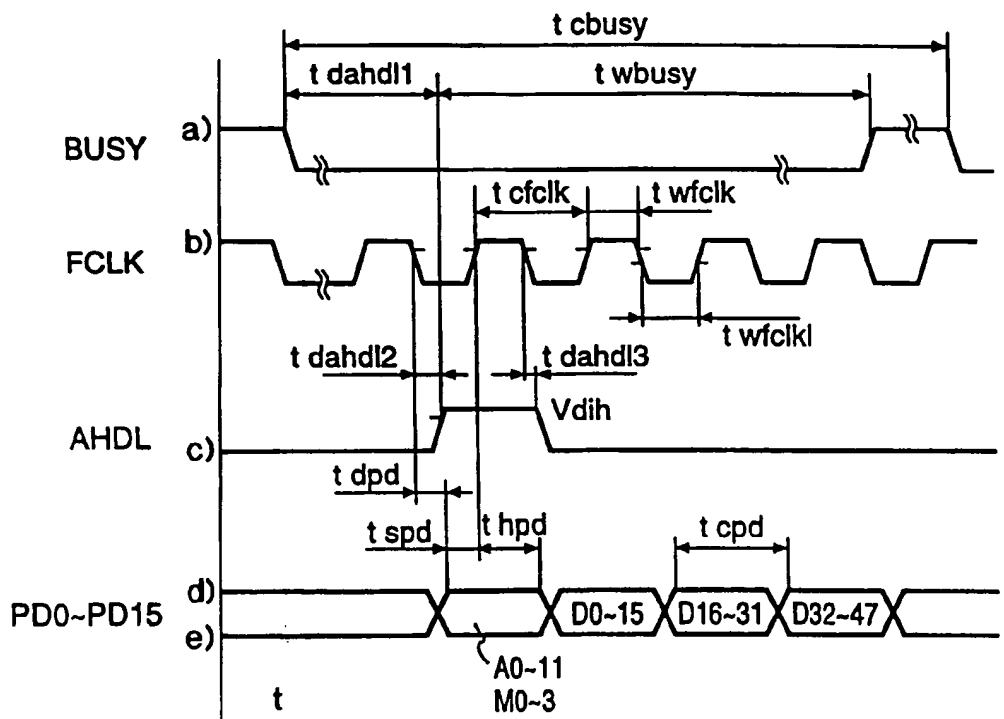 t cbusy
t dahdl1
t wbusy
a)
BUSY
t cfclk
t wfclk
b)
FCLK
t wfclkl
t dahdl2
t dahdl3
Vdih
AHDL
c)
t dpd
t spd
t hpd
t cpd
d)
PD0~PD15
D0~15
D16~31
D32~47
e)
A0~11
t
M0~3